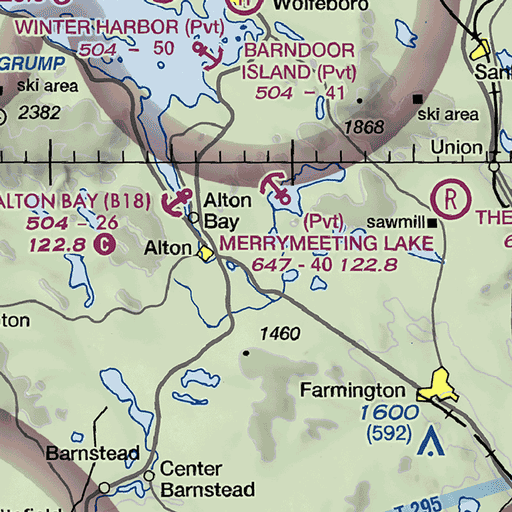 Wolfeboro
WINTER HARBOR (Pvt)
504 50
BARNDOOR
ISLAND (Pvt)
504 - 41
GRUMP
ski area
2382
ski area
1868
Union
ALTON BAY (B18)
504 - 26
122.8 C
Alton
Bay
(Pvt)
MERRYMEETING LAKE
647 - 40 122.8
sawmill
R
THE
Alton
1460
Farmington
1600
(592)
Barnstead
Center
Barnstead
T 295